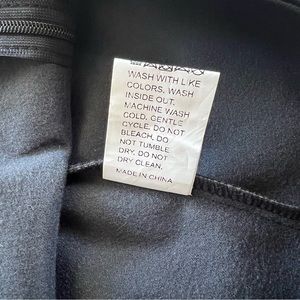 WASH WITH LIKE
COLORS. WASH
INSIDE OUT.
MACHINE WASH
COLD. GENTLE
CYCLE. DO NOT
BLEACH. DO
NOT TUMBLE
DRY. DO NOT
DRY CLEAN.
MADE IN CHINA